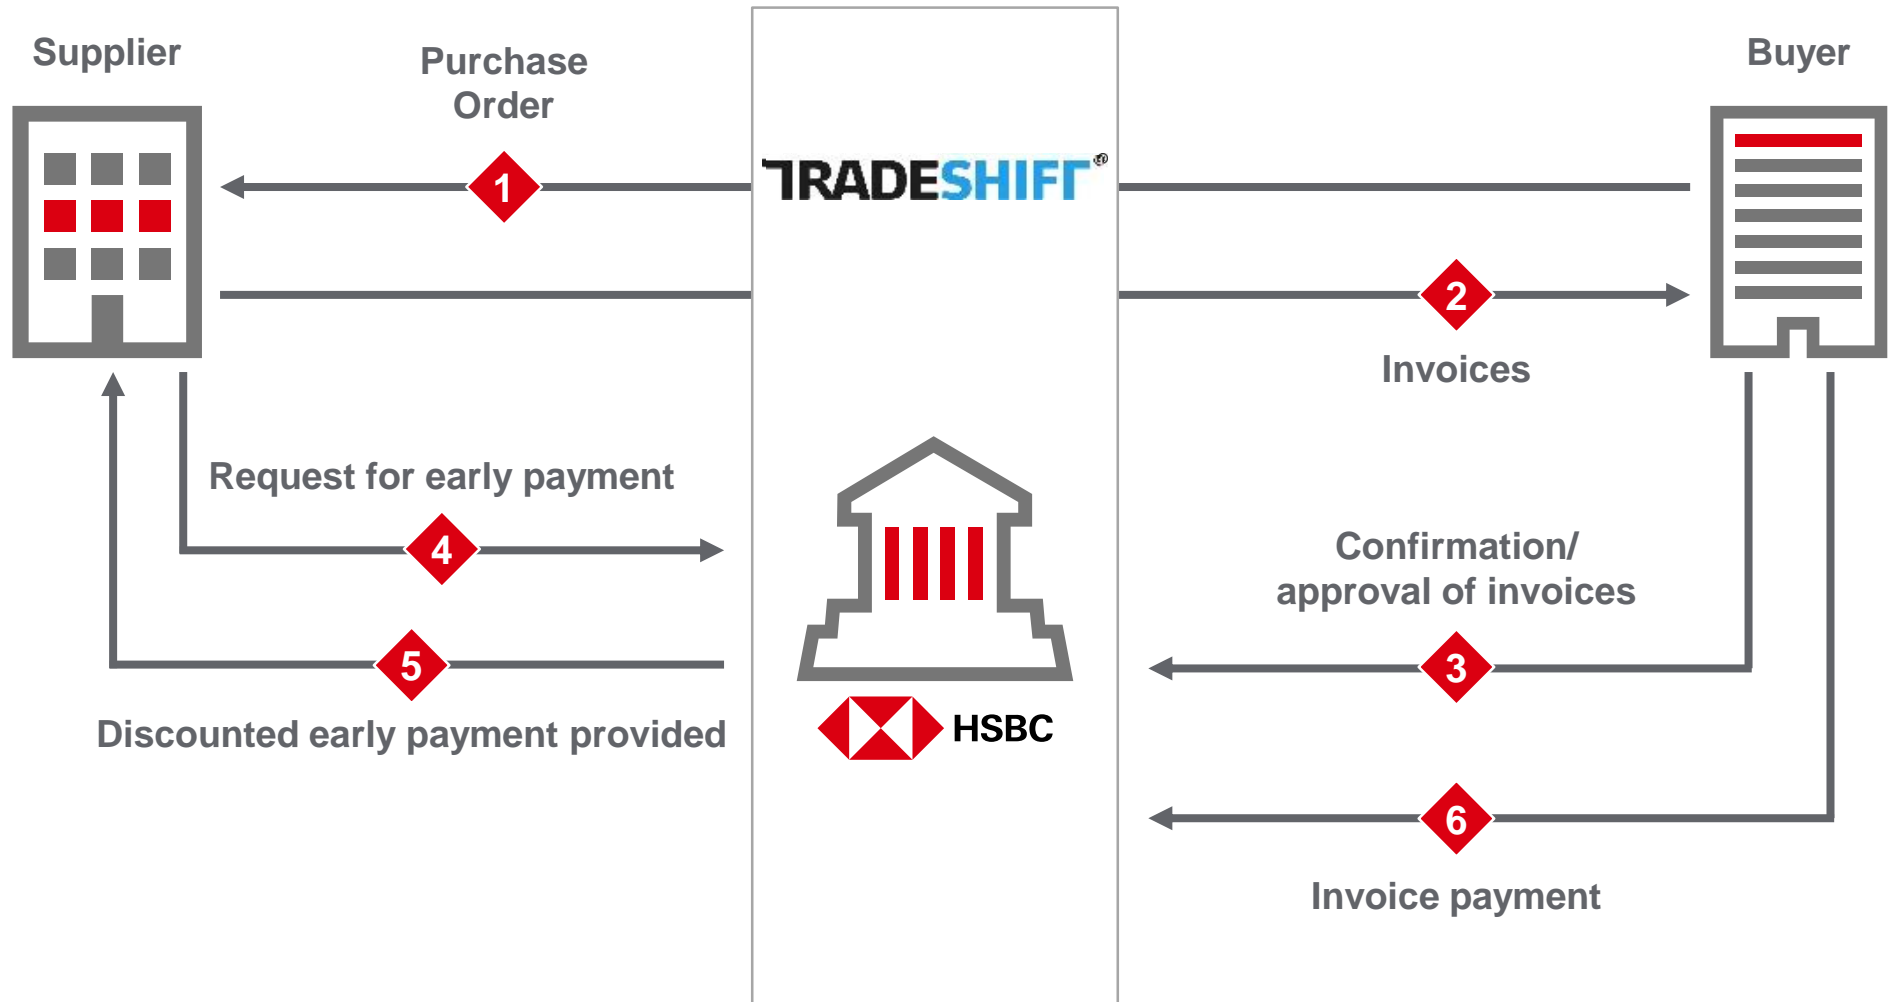 Supplier
Purchase
Order
Buyer
TRADESHIFT®
1
2
Invoices
Request for early payment
4
Confirmation/
approval of invoices
5
3
Discounted early payment provided
HSBC
6
Invoice payment